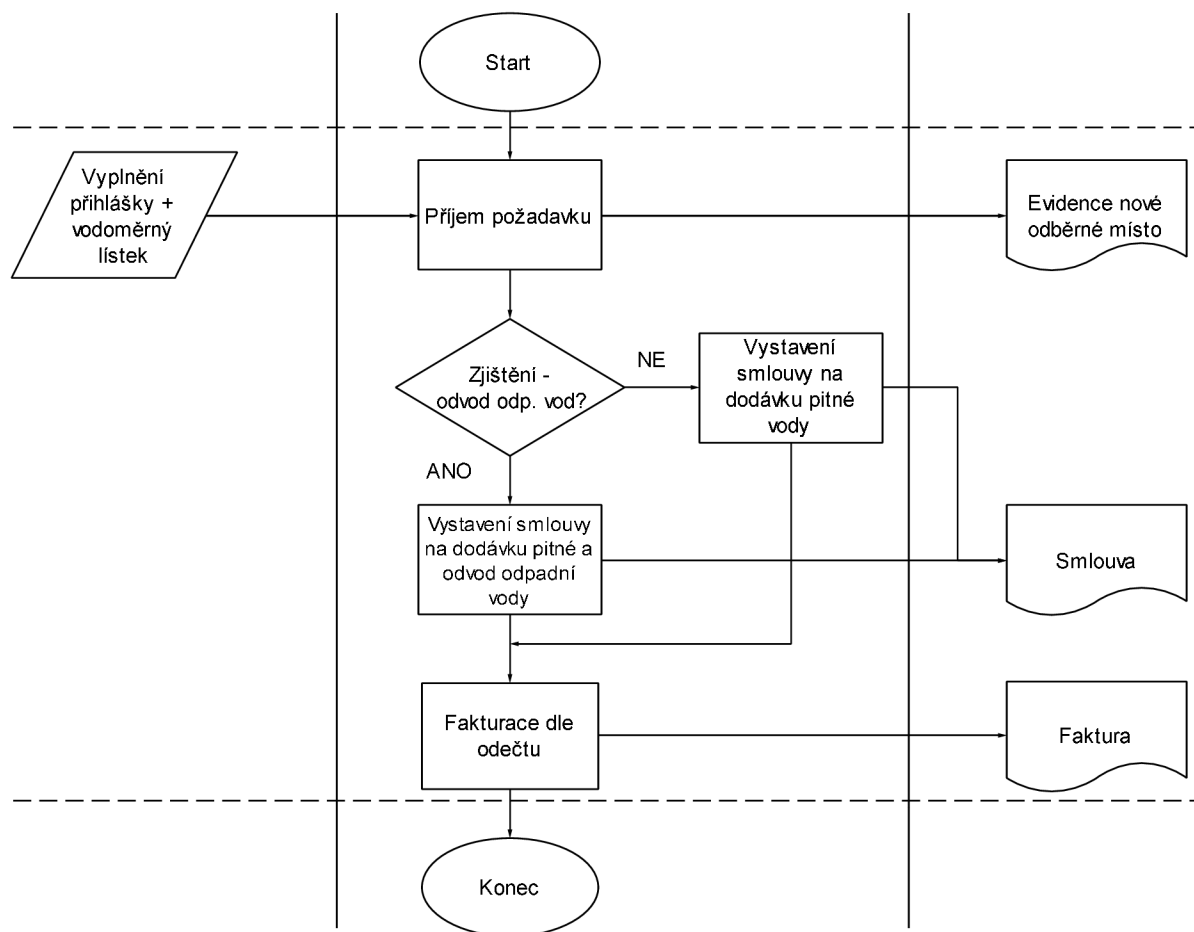 Start
Vyplnění
přihlášky +
vodoměrný
lístek
Příjem požadavku
Evidence nové
odběrné místo
Zjištění -
odvod odp. vod?
NE
Vystavení
smlouvy na
dodávku pitné
vody
ANO
Vystavení smlouvy
na dodávku pitné a
odvod odpadní
vody
Smlouva
Fakturace dle
odečtu
Faktura
Konec